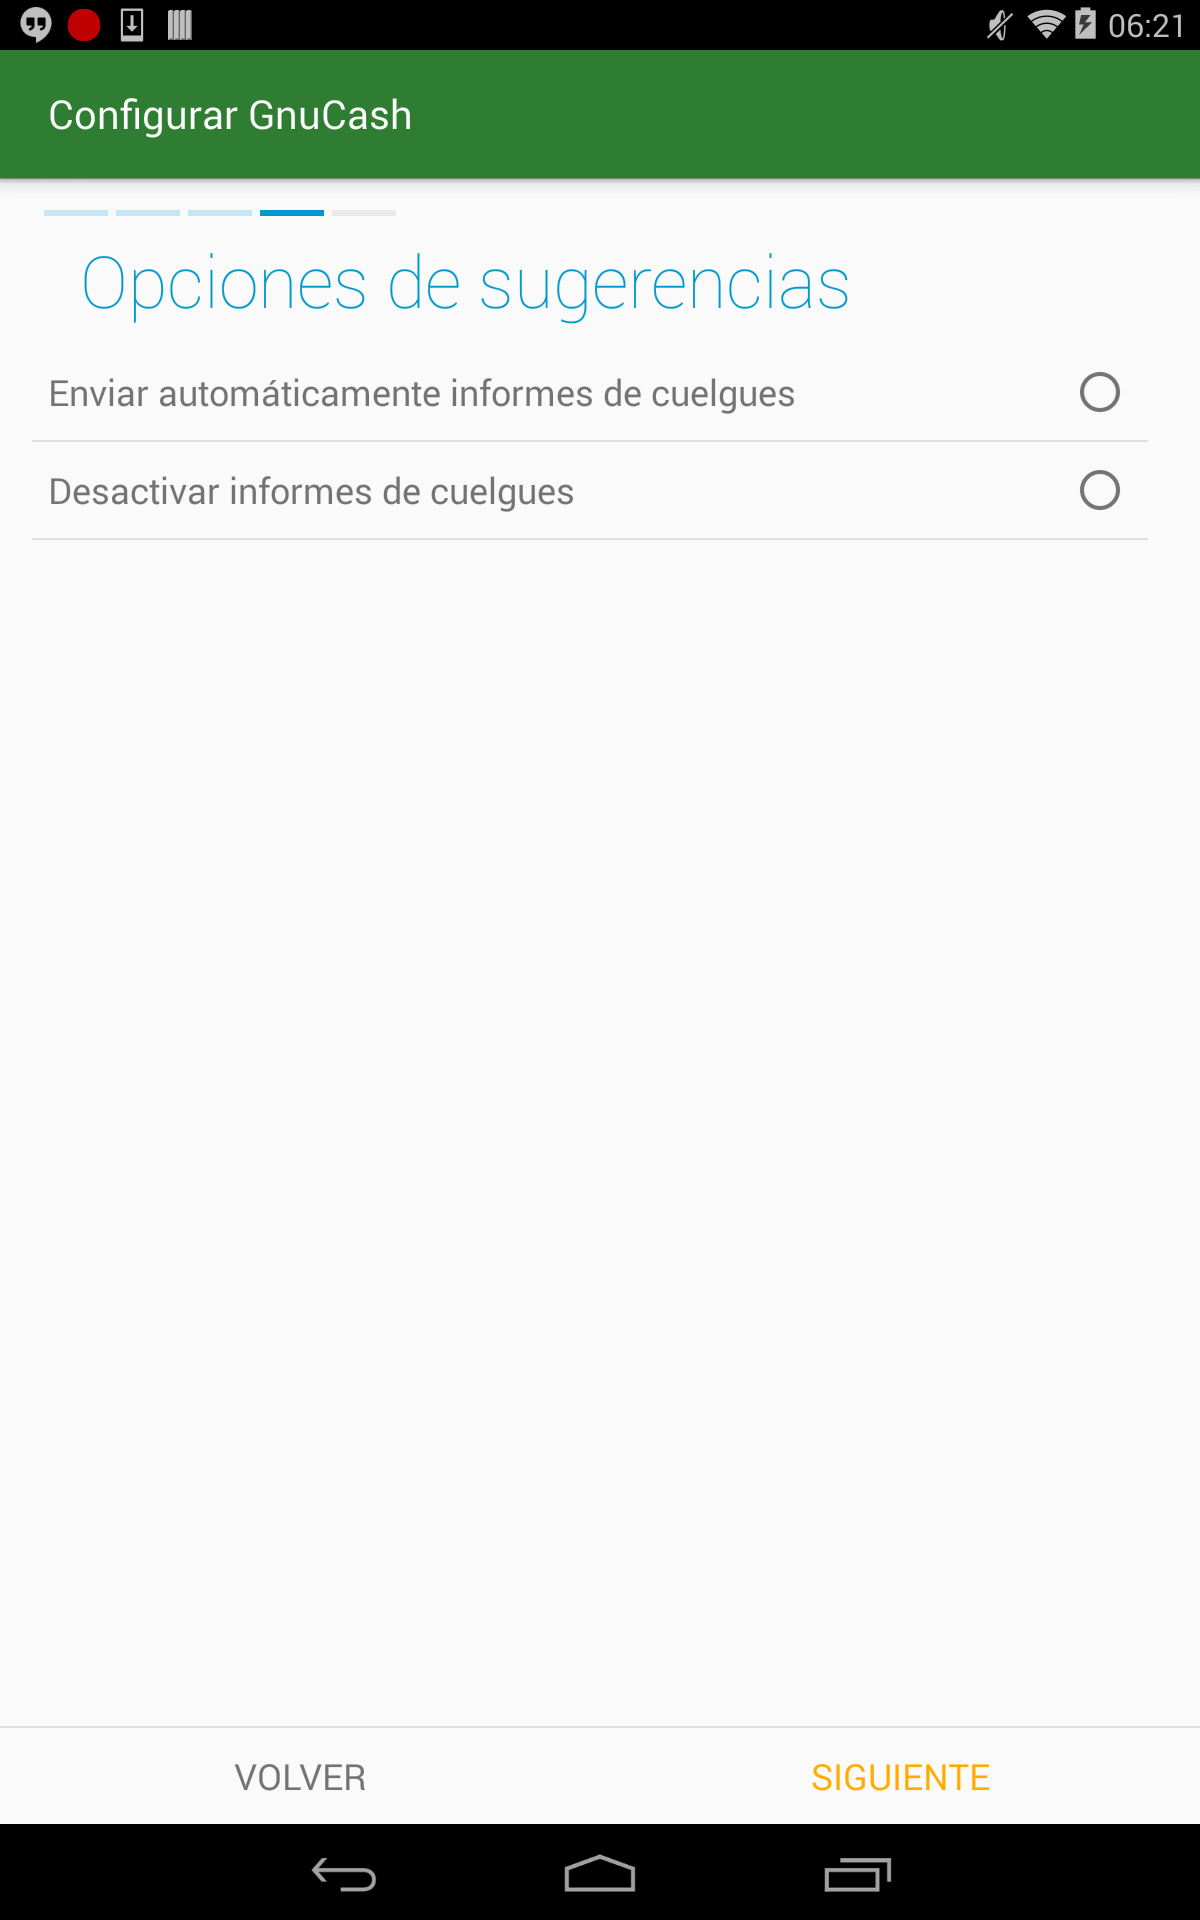 06:21
Configurar GnuCash
Opciones de sugerencias
Enviar automáticamente informes de cuelgues
Desactivar informes de cuelgues
VOLVER
SIGUIENTE